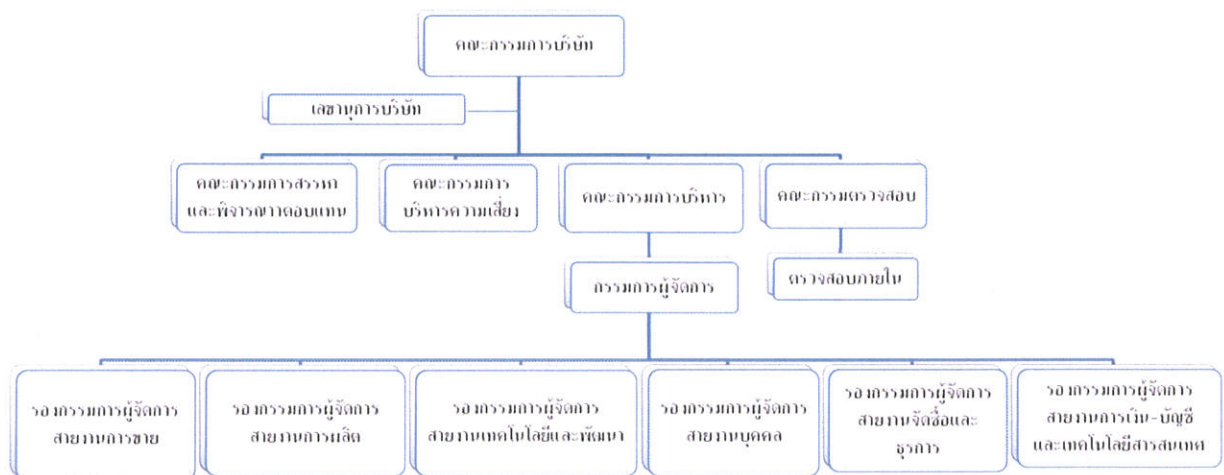 คณะกรรมการบริษัท
เลขานุการบริษัท
คณะกรรมการสรรหา
และพิจารณาตอบแทน
คณะกรรมการ
บริหารความเสี่ยง
คณะกรรมการบริหาร
คณะกรรมตรวจสอบ
กรรมการผู้จัดการ
ตรวจสอบภายใน
รองกรรมการผู้จัดการ
สายงานการขาย
รองกรรมการผู้จัดการ
สายงานการผลิต
รองกรรมการผู้จัดการ
สายงานเทคโนโลยีและพัฒนา
รองกรรมการผู้จัดการ
สายงานบุคคล
รองกรรมการผู้จัดการ
สายงานจัดซื้อและ
ธุรการ
รองกรรมการผู้จัดการ
สายงานการเงิน-บัญชี
และเทคโนโลยีสารสนเทศ